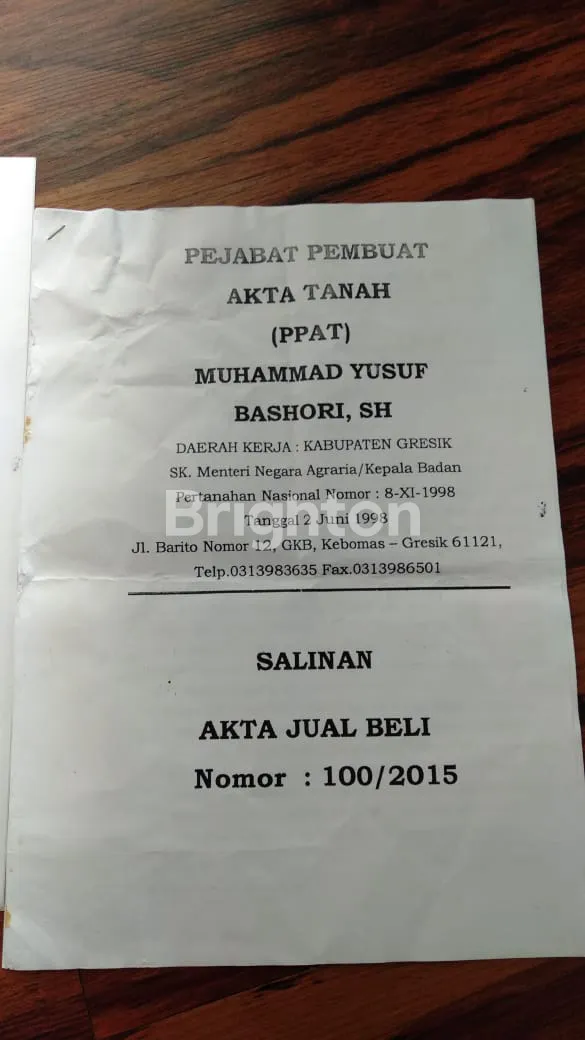 PEJABAT PEMBUAT
AKTA TANAH
(PPAT)
MUHAMMAD YUSUF
BASHORI, SH
DAERAH KERJA : KABUPATEN GRESIK
SK. Menteri Negara Agraria/Kepala Badan
Pertanahan Nasional Nomor : 8-XI-1998
Tanggal 2 Juni 1998
Brighton
Jl. Barito Nomor 12, GKB, Kebomas – Gresik 61121,
Telp.0313983635 Fax.0313986501
SALINAN
AKTA JUAL BELI
Nomor : 100/2015